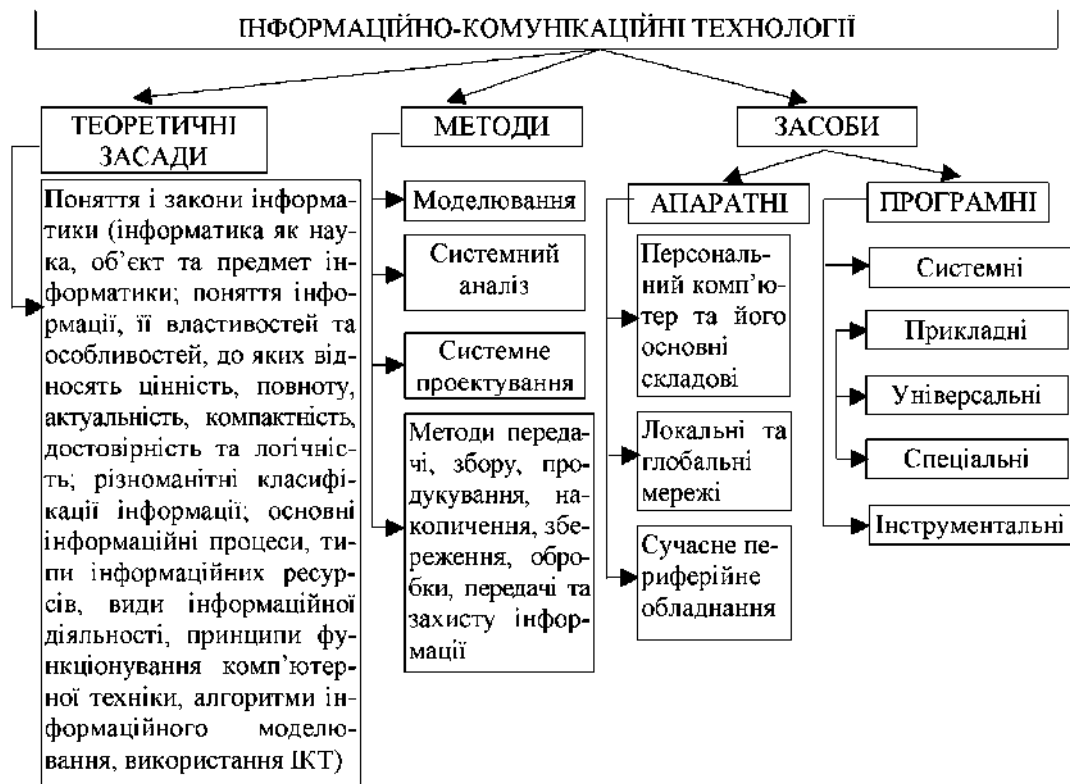 ІНФОРМАЦІЙНО-КОМУНІКАЦІЙНІ ТЕХНОЛОГІЇ
ТЕОРЕТИЧНІ
ЗАСАДИ
Поняття і закони інформа-
тики (інформатика як нау-
ка, об’єкт та предмет ін-
форматики; поняття інфо-
рмації, її властивостей та
особливостей, до яких від-
носять цінність, повноту,
актуальність, компактність,
достовірність та логічніс-
ть; різноманітні класифі-
кації інформації; основні
інформаційні процеси, ти-
пи інформаційних ресур-
сів, види інформаційної
діяльності, принципи фу-
нкціонування комп’ютер-
ної техніки, алгоритми ін-
формаційного моделю-
вання, використання ІКТ)
МЕТОДИ
Моделювання
Системний
аналіз
Системне
проектування
Методи переда-
чі, збору, про-
дукування, на-
копичення, збе-
реження, обро-
бки, передачі та
захисту інфор-
мації
ЗАСОБИ
АПАРАТНІ
Персональ-
ний комп’ю-
тер та його
основні
складові
Локальні та
глобальні
мережі
Сучасне пе-
риферійне
обладнання
ПРОГРАМНІ
Системні
Прикладні
Універсальні
Спеціальні
Інструментальні